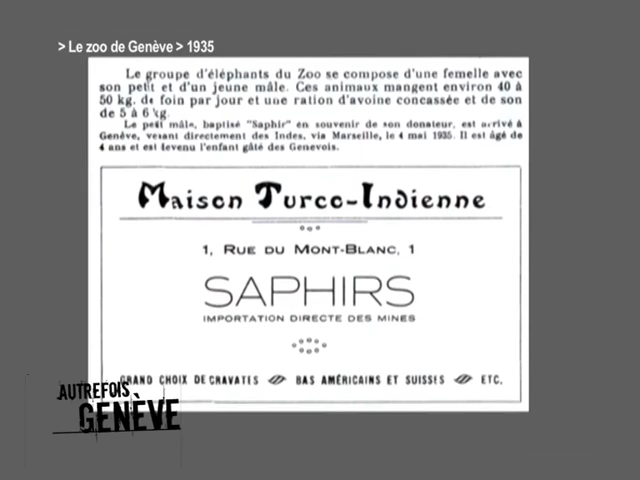 > Le zoo de Genève > 1935
Le groupe d'éléphants du Zoo se compose d'une femelle avec
son petit et d'un jeune mâle. Ces animaux mangent environ 40 à
50 kg. de foin par jour et une ration d'avoine concassée et de son
de 5 à 6 kg.
Le petit mâle, baptisé "Saphir" en souvenir de son donateur, est arrivé à
Genève, venant directement des Indes, via Marseille, le 4 mai 1935. Il est âgé de
4 ans et est devenu l'enfant gâté des Genevois.
Maison Turco-Indienne
1, RUE DU MONT-BLANC, 1
SAPHIRS
IMPORTATION DIRECTE DES MINES
GRAND CHOIX DE CRAVATES BAS AMÉRICAINS ET SUISSES ETC.
AUTREFOIS
GENÈVE